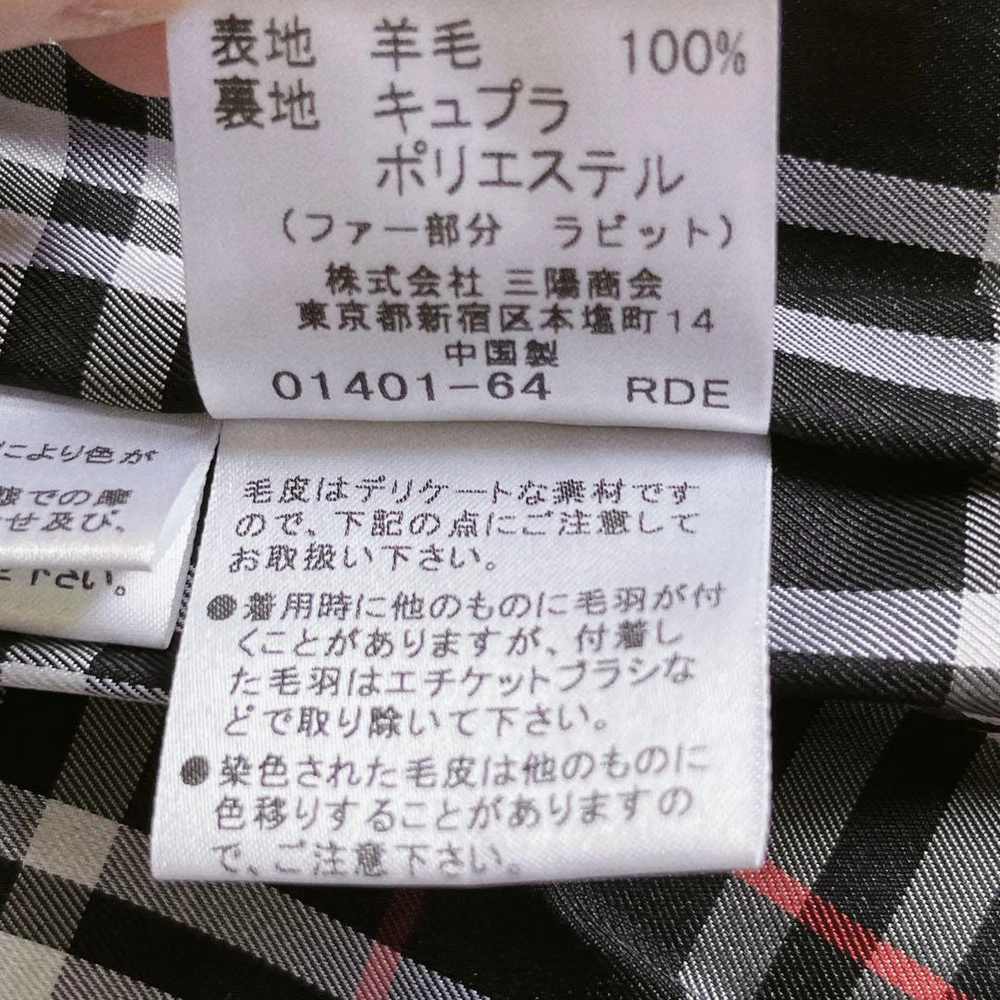 表地 羊毛 100%
裏地 キュプラ
ポリエステル
(ファー部分 ラビット)
株式会社 三陽商会
東京都新宿区本塩町14
中国製
01401-64 RDE
により色が
での摩
せ及び、
下さい。
毛皮はデリケートな素材です
ので、下記の点にご注意して
お取扱い下さい。
●着用時に他のものに毛羽が付
くことがありますが、付着し
た毛羽はエチケットブラシな
どで取り除いて下さい。
●染色された毛皮は他のものに
色移りすることがありますの
で、ご注意下さい。